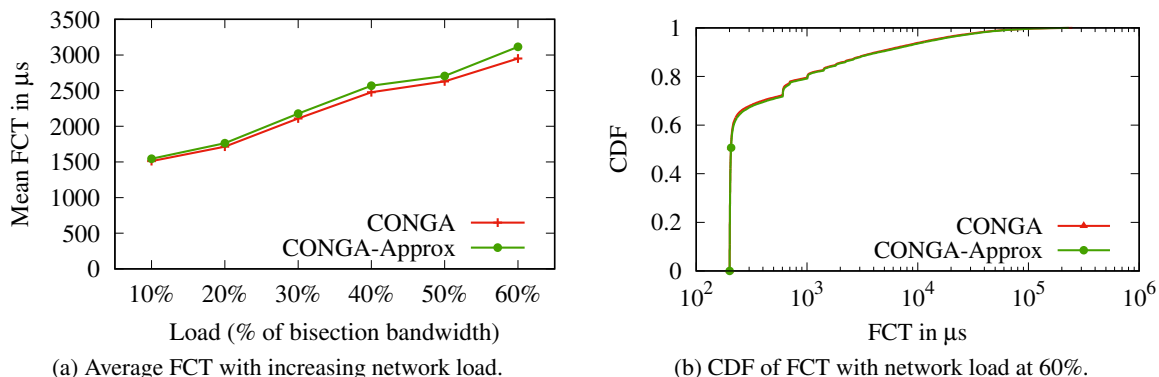 3500
3000
2500
2000
1500
1000
500
0
Mean FCT in µs
CONGA
CONGA-Approx
10% 20% 30% 40% 50% 60%
Load (% of bisection bandwidth)
(a) Average FCT with increasing network load.
1
0.8
0.6
0.4
0.2
0
CDF
CONGA
CONGA-Approx
10^2 10^3 10^4 10^5 10^6
FCT in µs
(b) CDF of FCT with network load at 60%.